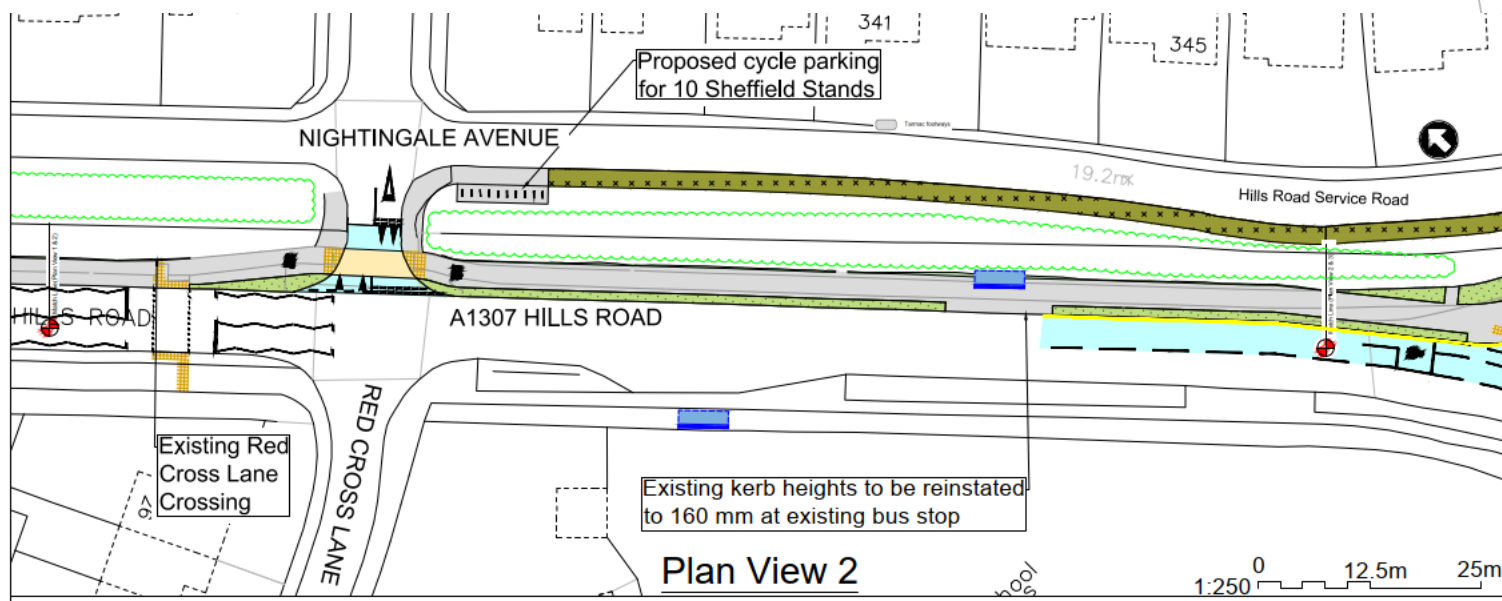 341
345
Proposed cycle parking
for 10 Sheffield Stands
Tarmac footways
NIGHTINGALE AVENUE
19.2m
Hills Road Service Road
HILLS ROAD
A1307 HILLS ROAD
RED CROSS LANE
Existing Red
Cross Lane
Crossing
97
Existing kerb heights to be reinstated
to 160 mm at existing bus stop
Plan View 2
1:250
0
12.5m
25m